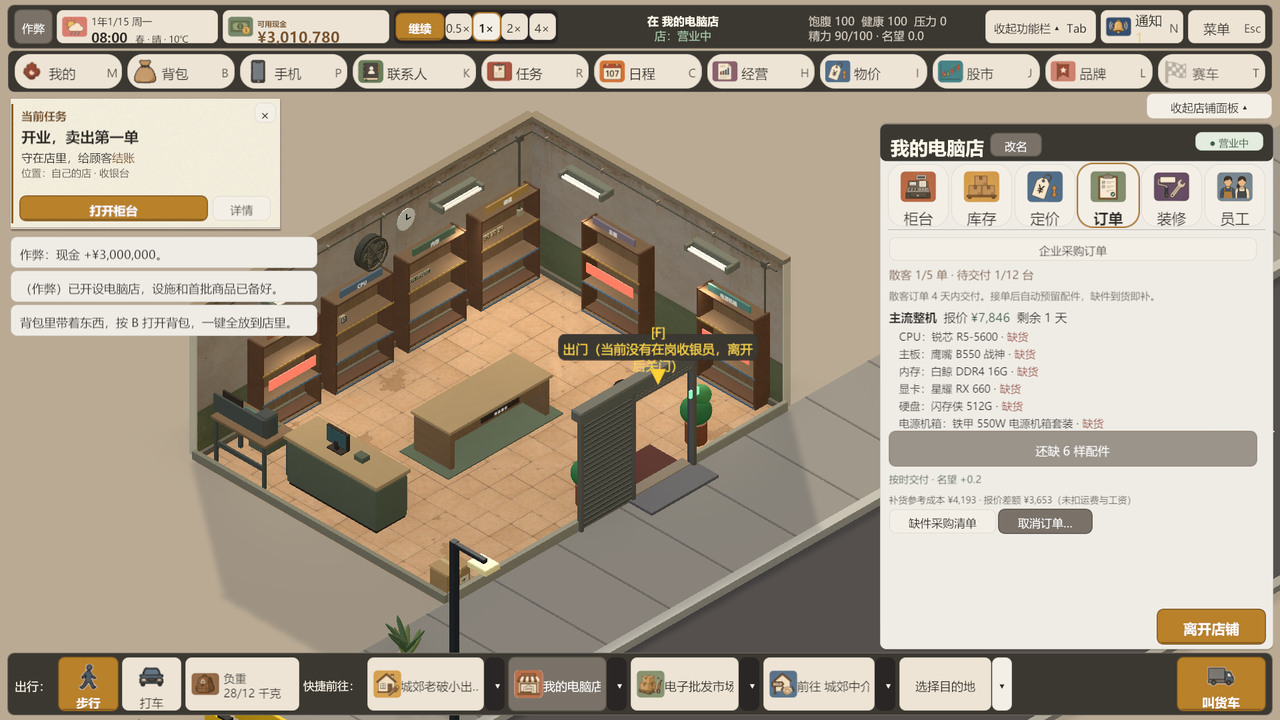 作弊
1年1/15 周一
08:00 春 · 晴 · 10℃
可用现金
¥3,010,780
继续
0.5×
1×
2×
4×
在 我的电脑店
店：营业中
饱腹 100 健康 100 压力 0
精力 90/100 · 名望 0.0
收起功能栏 ▴ Tab
通知
1
N
菜单 Esc
我的 M
背包 B
手机 P
联系人 K
任务 R
日程 C
107
经营 H
物价 I
股市 J
品牌 L
赛车 T
收起店铺面板 ▴
当前任务
×
开业，卖出第一单
守在店里，给顾客结账
位置：自己的店 · 收银台
打开柜台
详情
作弊：现金 +¥3,000,000。
（作弊）已开设电脑店，设施和首批商品已备好。
背包里带着东西，按 B 打开背包，一键全放到店里。
CPU
[F]
出门（当前没有在岗收银员，离开
后关门）
我的电脑店
改名
● 营业中
柜台
库存
定价
订单
装修
员工
企业采购订单
散客 1/5 单 · 待交付 1/12 台
散客订单 4 天内交付。接单后自动预留配件，缺件到货即补。
主流整机 报价 ¥7,846 剩余 1 天
CPU：锐芯 R5-5600 · 缺货
主板：鹰嘴 B550 战神 · 缺货
内存：白鲸 DDR4 16G · 缺货
显卡：星耀 RX 660 · 缺货
硬盘：闪存侠 512G · 缺货
电源机箱：铁甲 550W 电源机箱套装 · 缺货
还缺 6 样配件
按时交付 · 名望 +0.2
补货参考成本 ¥4,193 · 报价差额 ¥3,653（未扣运费与工资）
缺件采购清单
取消订单...
离开店铺
出行：
步行
打车
负重
28/12 千克
快捷前往：
城郊老破小出..
我的电脑店
电子批发市场
前往 城郊中介
选择目的地
叫货车